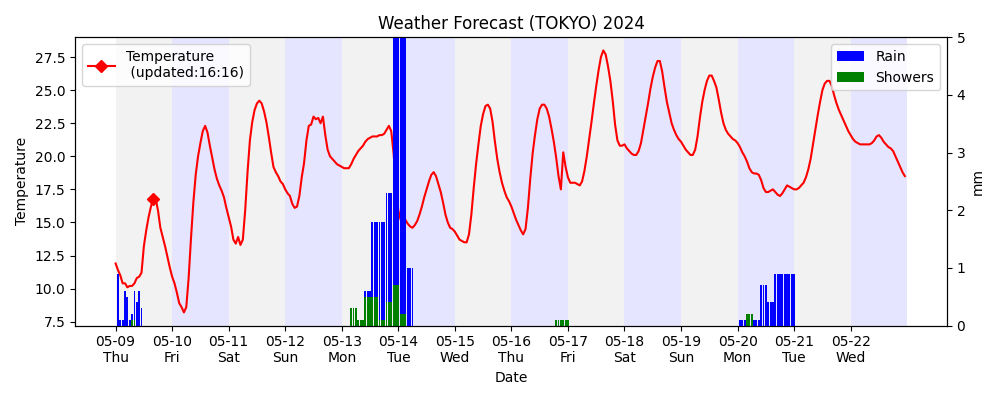 Weather Forecast (TOKYO) 2024
Temperature
(updated:16:16)
Rain
Showers
Temperature
27.5
25.0
22.5
20.0
17.5
15.0
12.5
10.0
7.5
5
4
3
2
1
0
mm
05-09 05-10 05-11 05-12 05-13 05-14 05-15 05-16 05-17 05-18 05-19 05-20 05-21 05-22
Thu Fri Sat Sun Mon Tue Wed Thu Fri Sat Sun Mon Tue Wed
Date